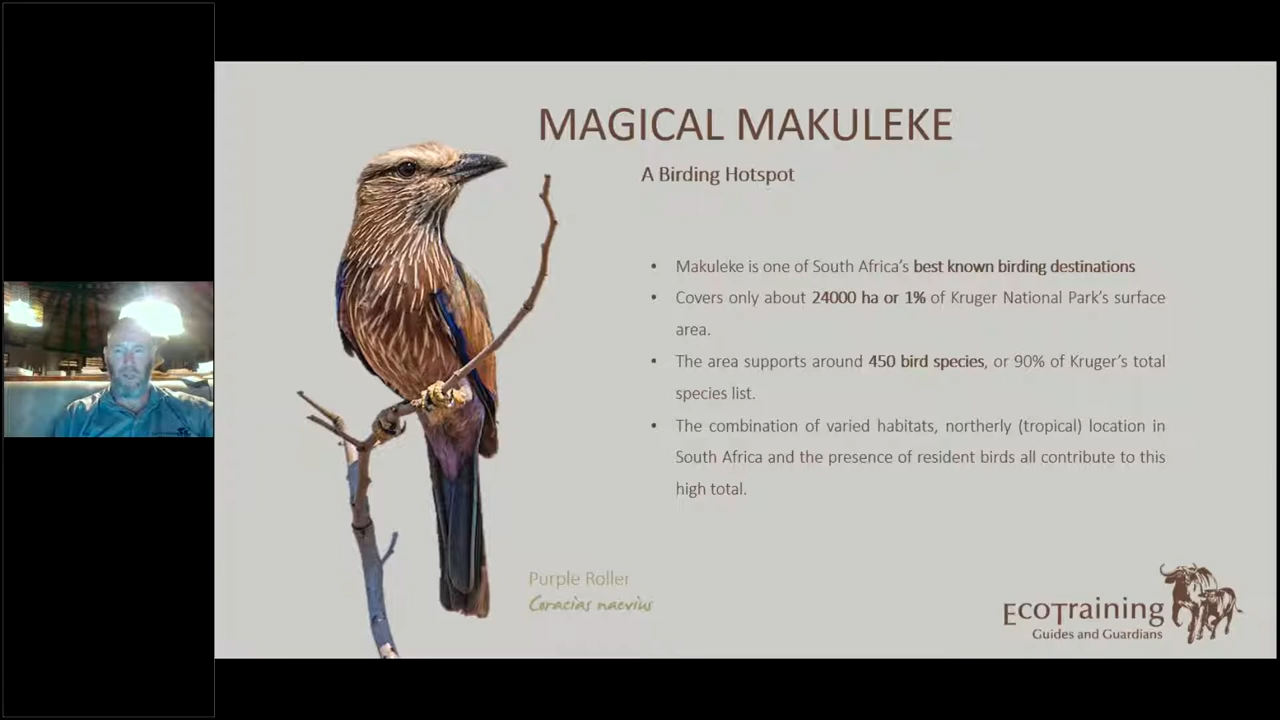 MAGICAL MAKULEKE
A Birding Hotspot
• Makuleke is one of South Africa's best known birding destinations
• Covers only about 24000 ha or 1% of Kruger National Park's surface
area.
• The area supports around 450 bird species, or 90% of Kruger's total
species list.
• The combination of varied habitats, northerly (tropical) location in
South Africa and the presence of resident birds all contribute to this
high total.
Purple Roller
Coracias naevius
EcoTraining
Guides and Guardians